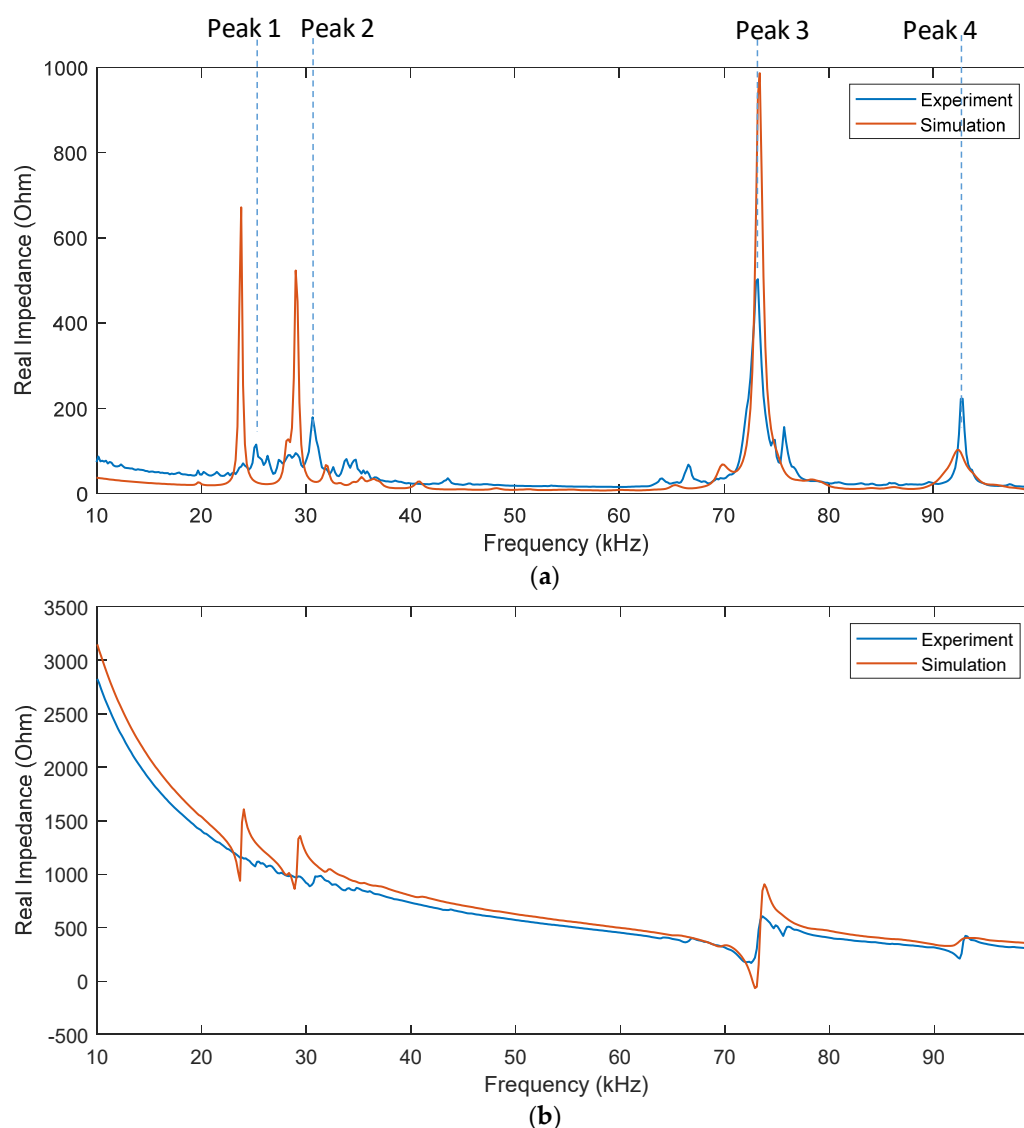 Peak 1 Peak 2 Peak 3 Peak 4
1000
800
600
400
200
0
Real Impedance (Ohm)
Experiment
Simulation
10 20 30 40 50 60 70 80 90
Frequency (kHz)
(a)
3500
3000
2500
2000
1500
1000
500
0
-500
Real Impedance (Ohm)
Experiment
Simulation
10 20 30 40 50 60 70 80 90
Frequency (kHz)
(b)